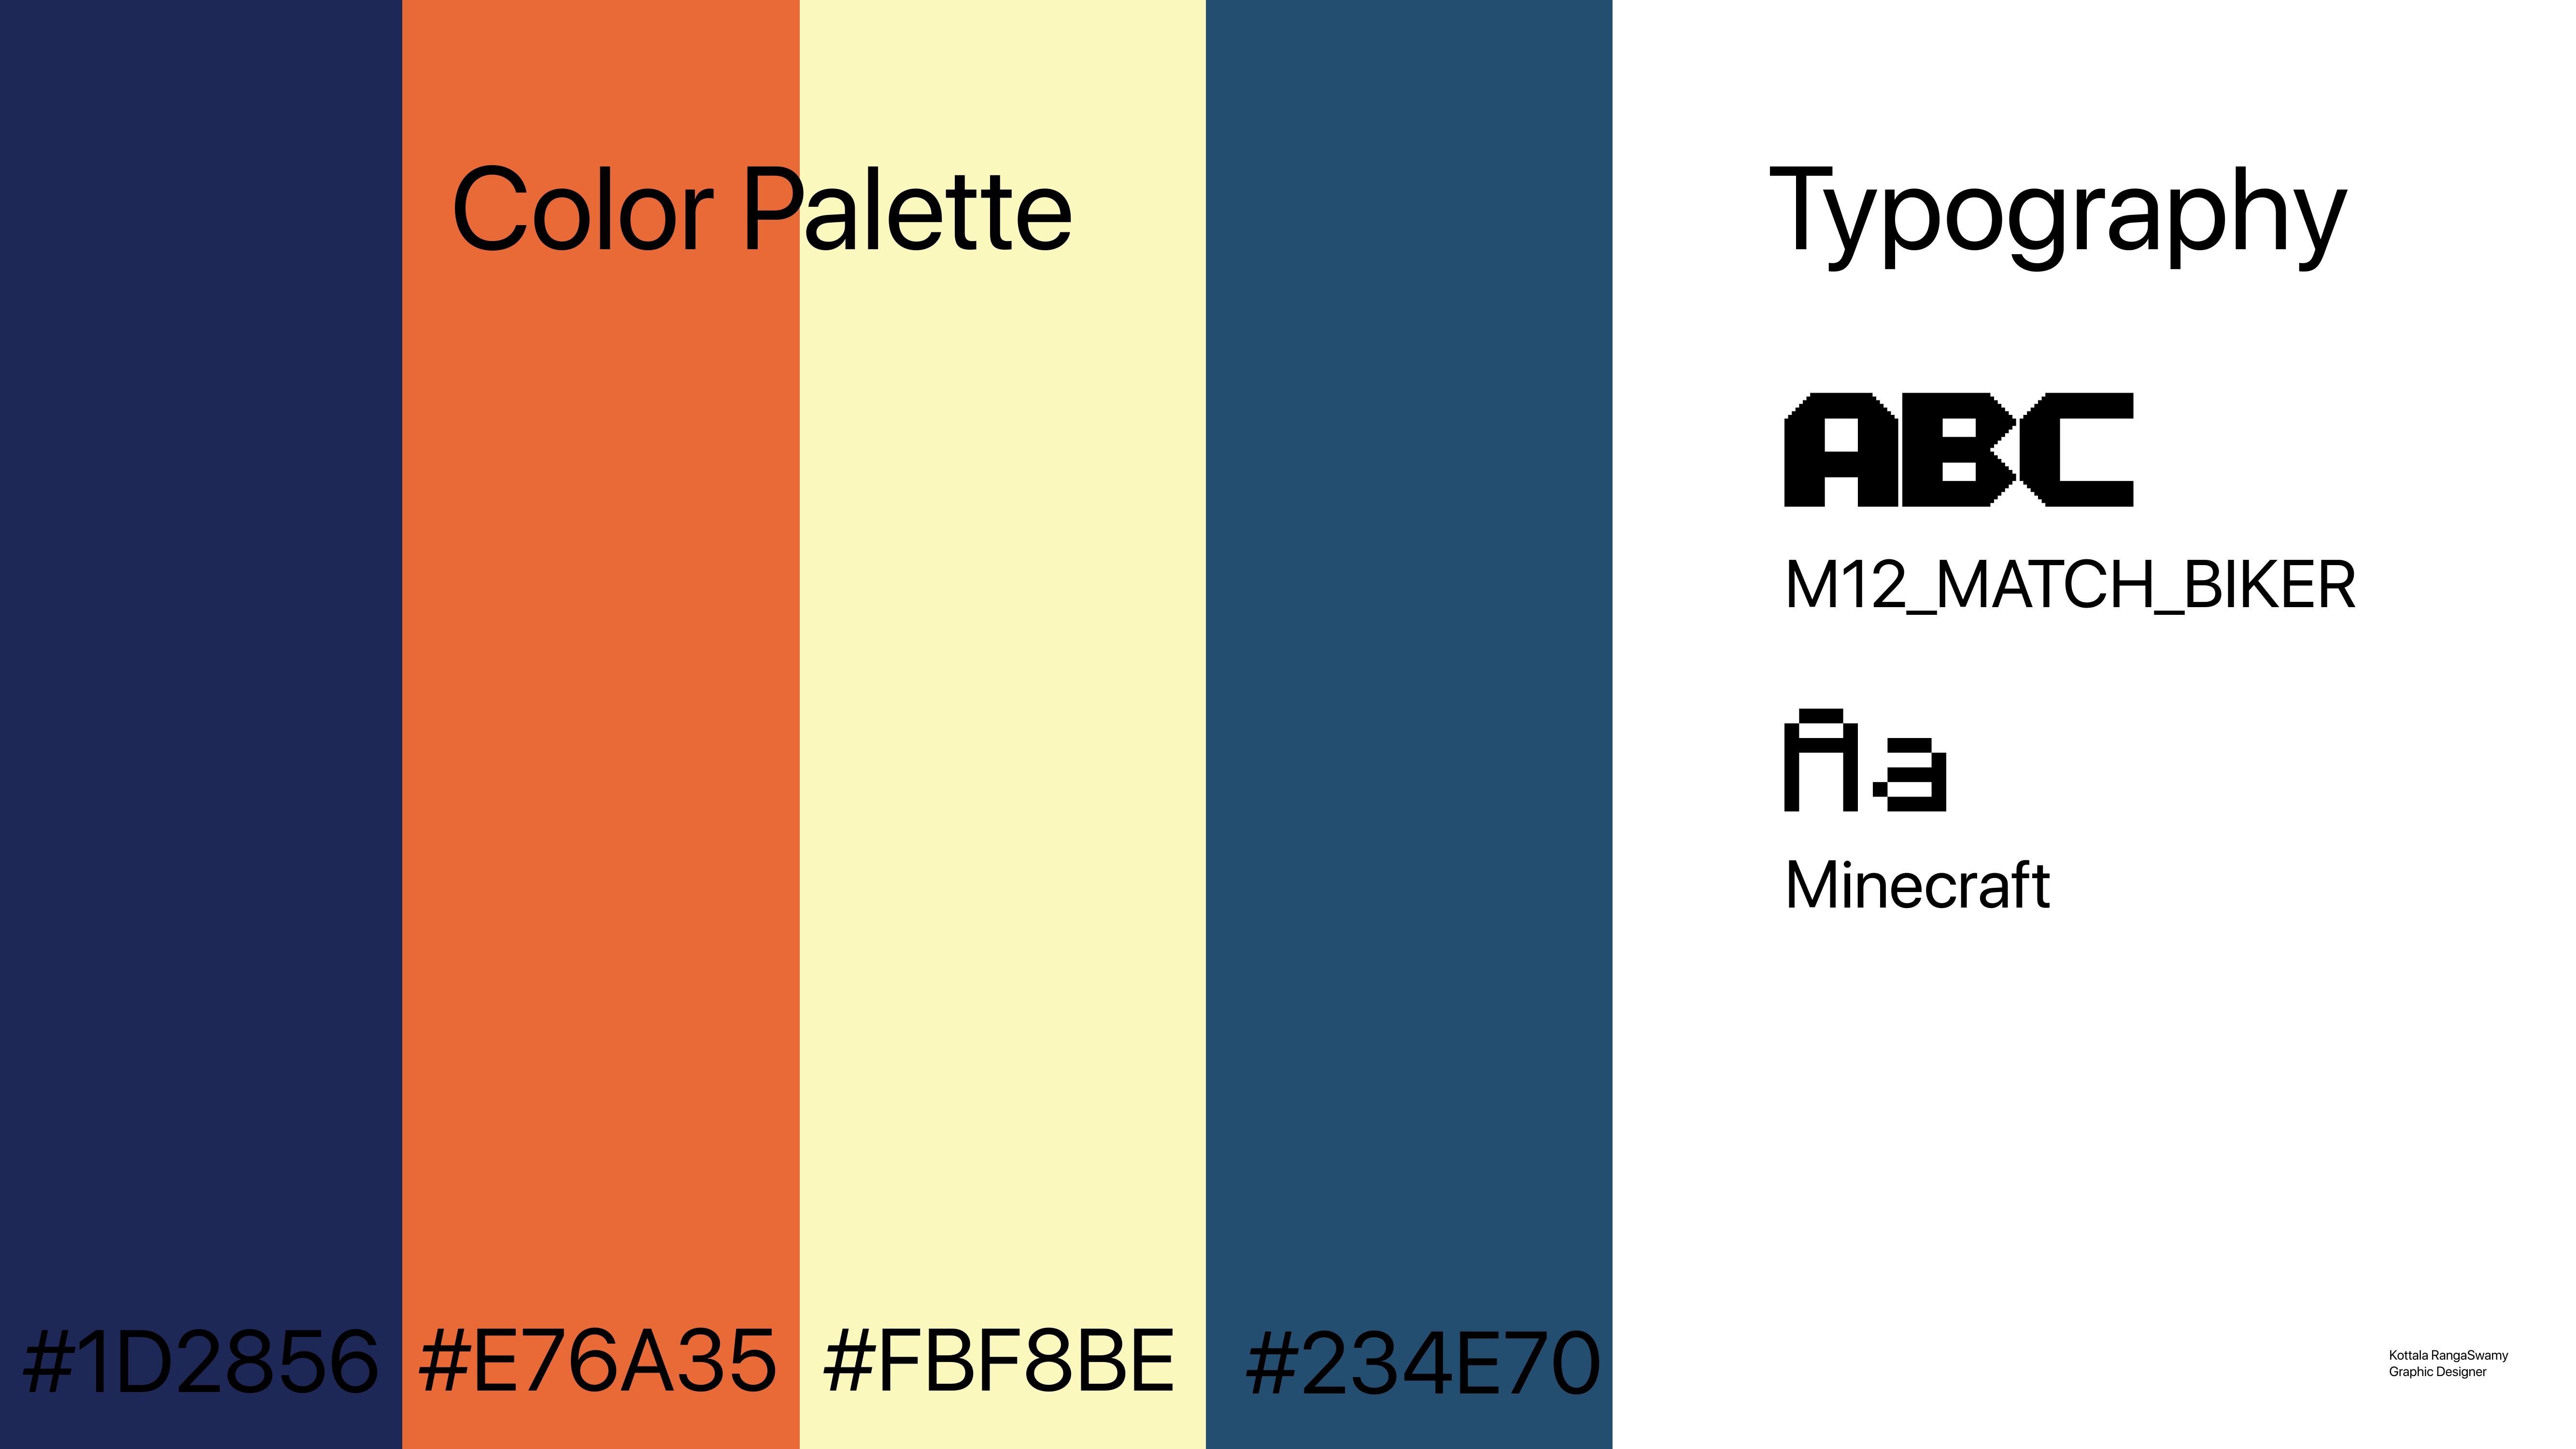 Color Palette
#1D2856
#E76A35
#FBF8BE
#234E70
Typography
ABC
M12_MATCH_BIKER
Aa
Minecraft
Kottala RangaSwamy
Graphic Designer